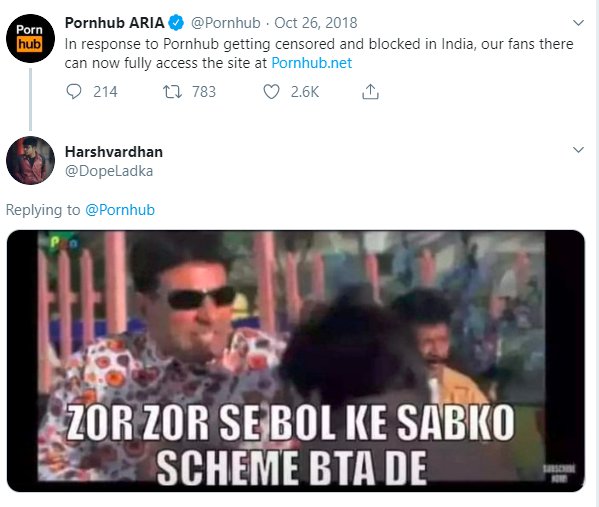 Porn
hub
Pornhub ARIA @Pornhub · Oct 26, 2018
In response to Pornhub getting censored and blocked in India, our fans there
can now fully access the site at Pornhub.net
214 783 2.6K
Harshvardhan
@DopeLadka
Replying to @Pornhub
ZOR ZOR SE BOL KE SABKO
SCHEME BTA DE
SUBSCRIBE
NOW!